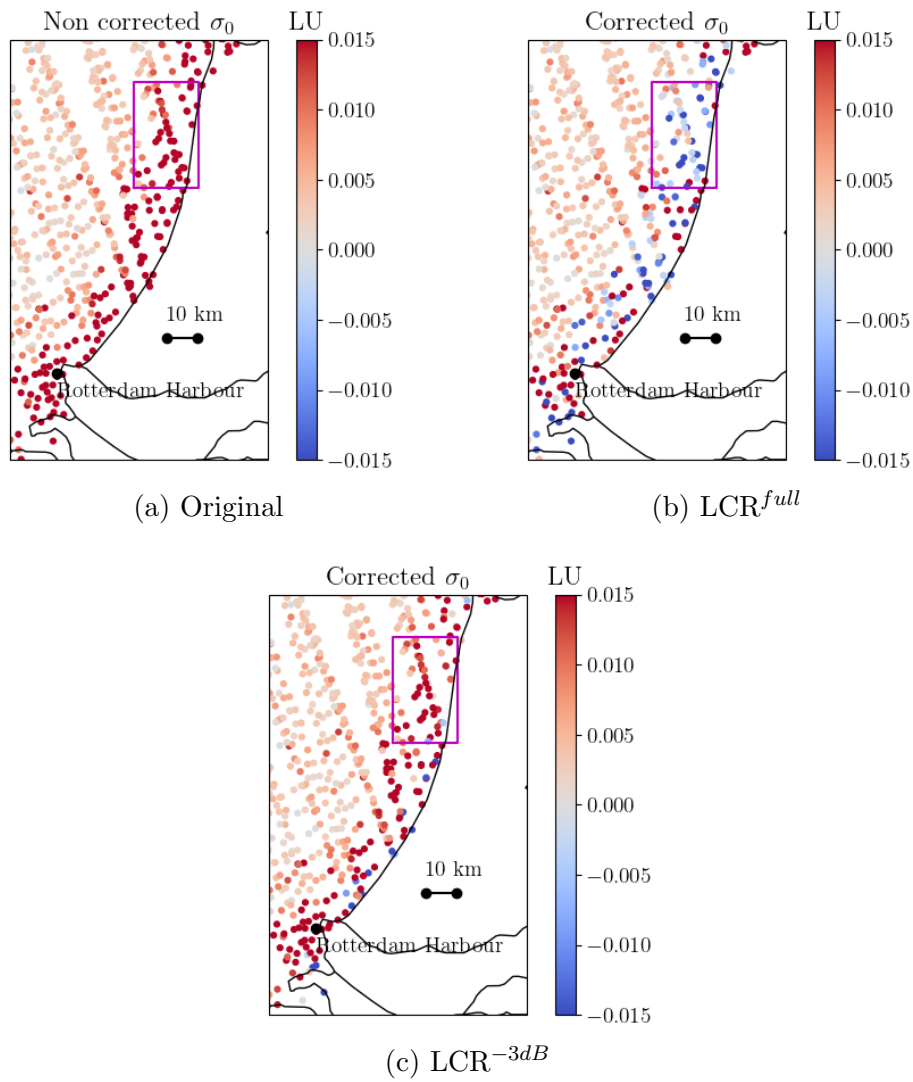 Non corrected σ₀ LU
0.015
0.010
0.005
0.000
−0.005
−0.010
−0.015
10 km
Rotterdam Harbour
(a) Original
Corrected σ₀ LU
0.015
0.010
0.005
0.000
−0.005
−0.010
−0.015
10 km
Rotterdam Harbour
(b) LCR^full
Corrected σ₀ LU
0.015
0.010
0.005
0.000
−0.005
−0.010
−0.015
10 km
Rotterdam Harbour
(c) LCR^−3dB